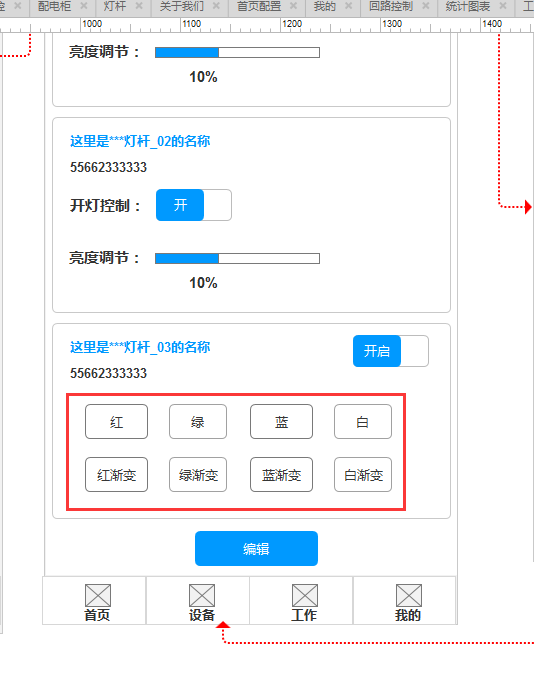 控 配电柜 灯杆 关于我们 首页配置 我的 回路控制 统计图表 工
1000 1100 1200 1300 1400
亮度调节：
10%
这里是***灯杆_02的名称
55662333333
开灯控制： 开
亮度调节：
10%
这里是***灯杆_03的名称 开启
55662333333
红 绿 蓝 白
红渐变 绿渐变 蓝渐变 白渐变
编辑
首页 设备 工作 我的